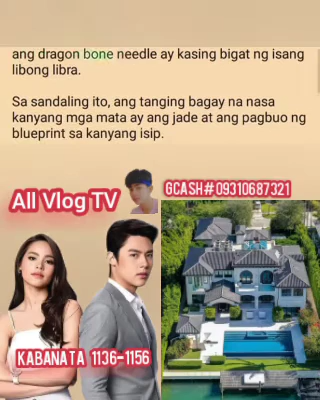 ang dragon bone needle ay kasing bigat ng isang
libong libra.
Sa sandaling ito, ang tanging bagay na nasa
kanyang mga mata ay ang jade at ang pagbuo ng
blueprint sa kanyang isip.
GCASH#09310687321
All Vlog TV
KABANATA 1136-1156